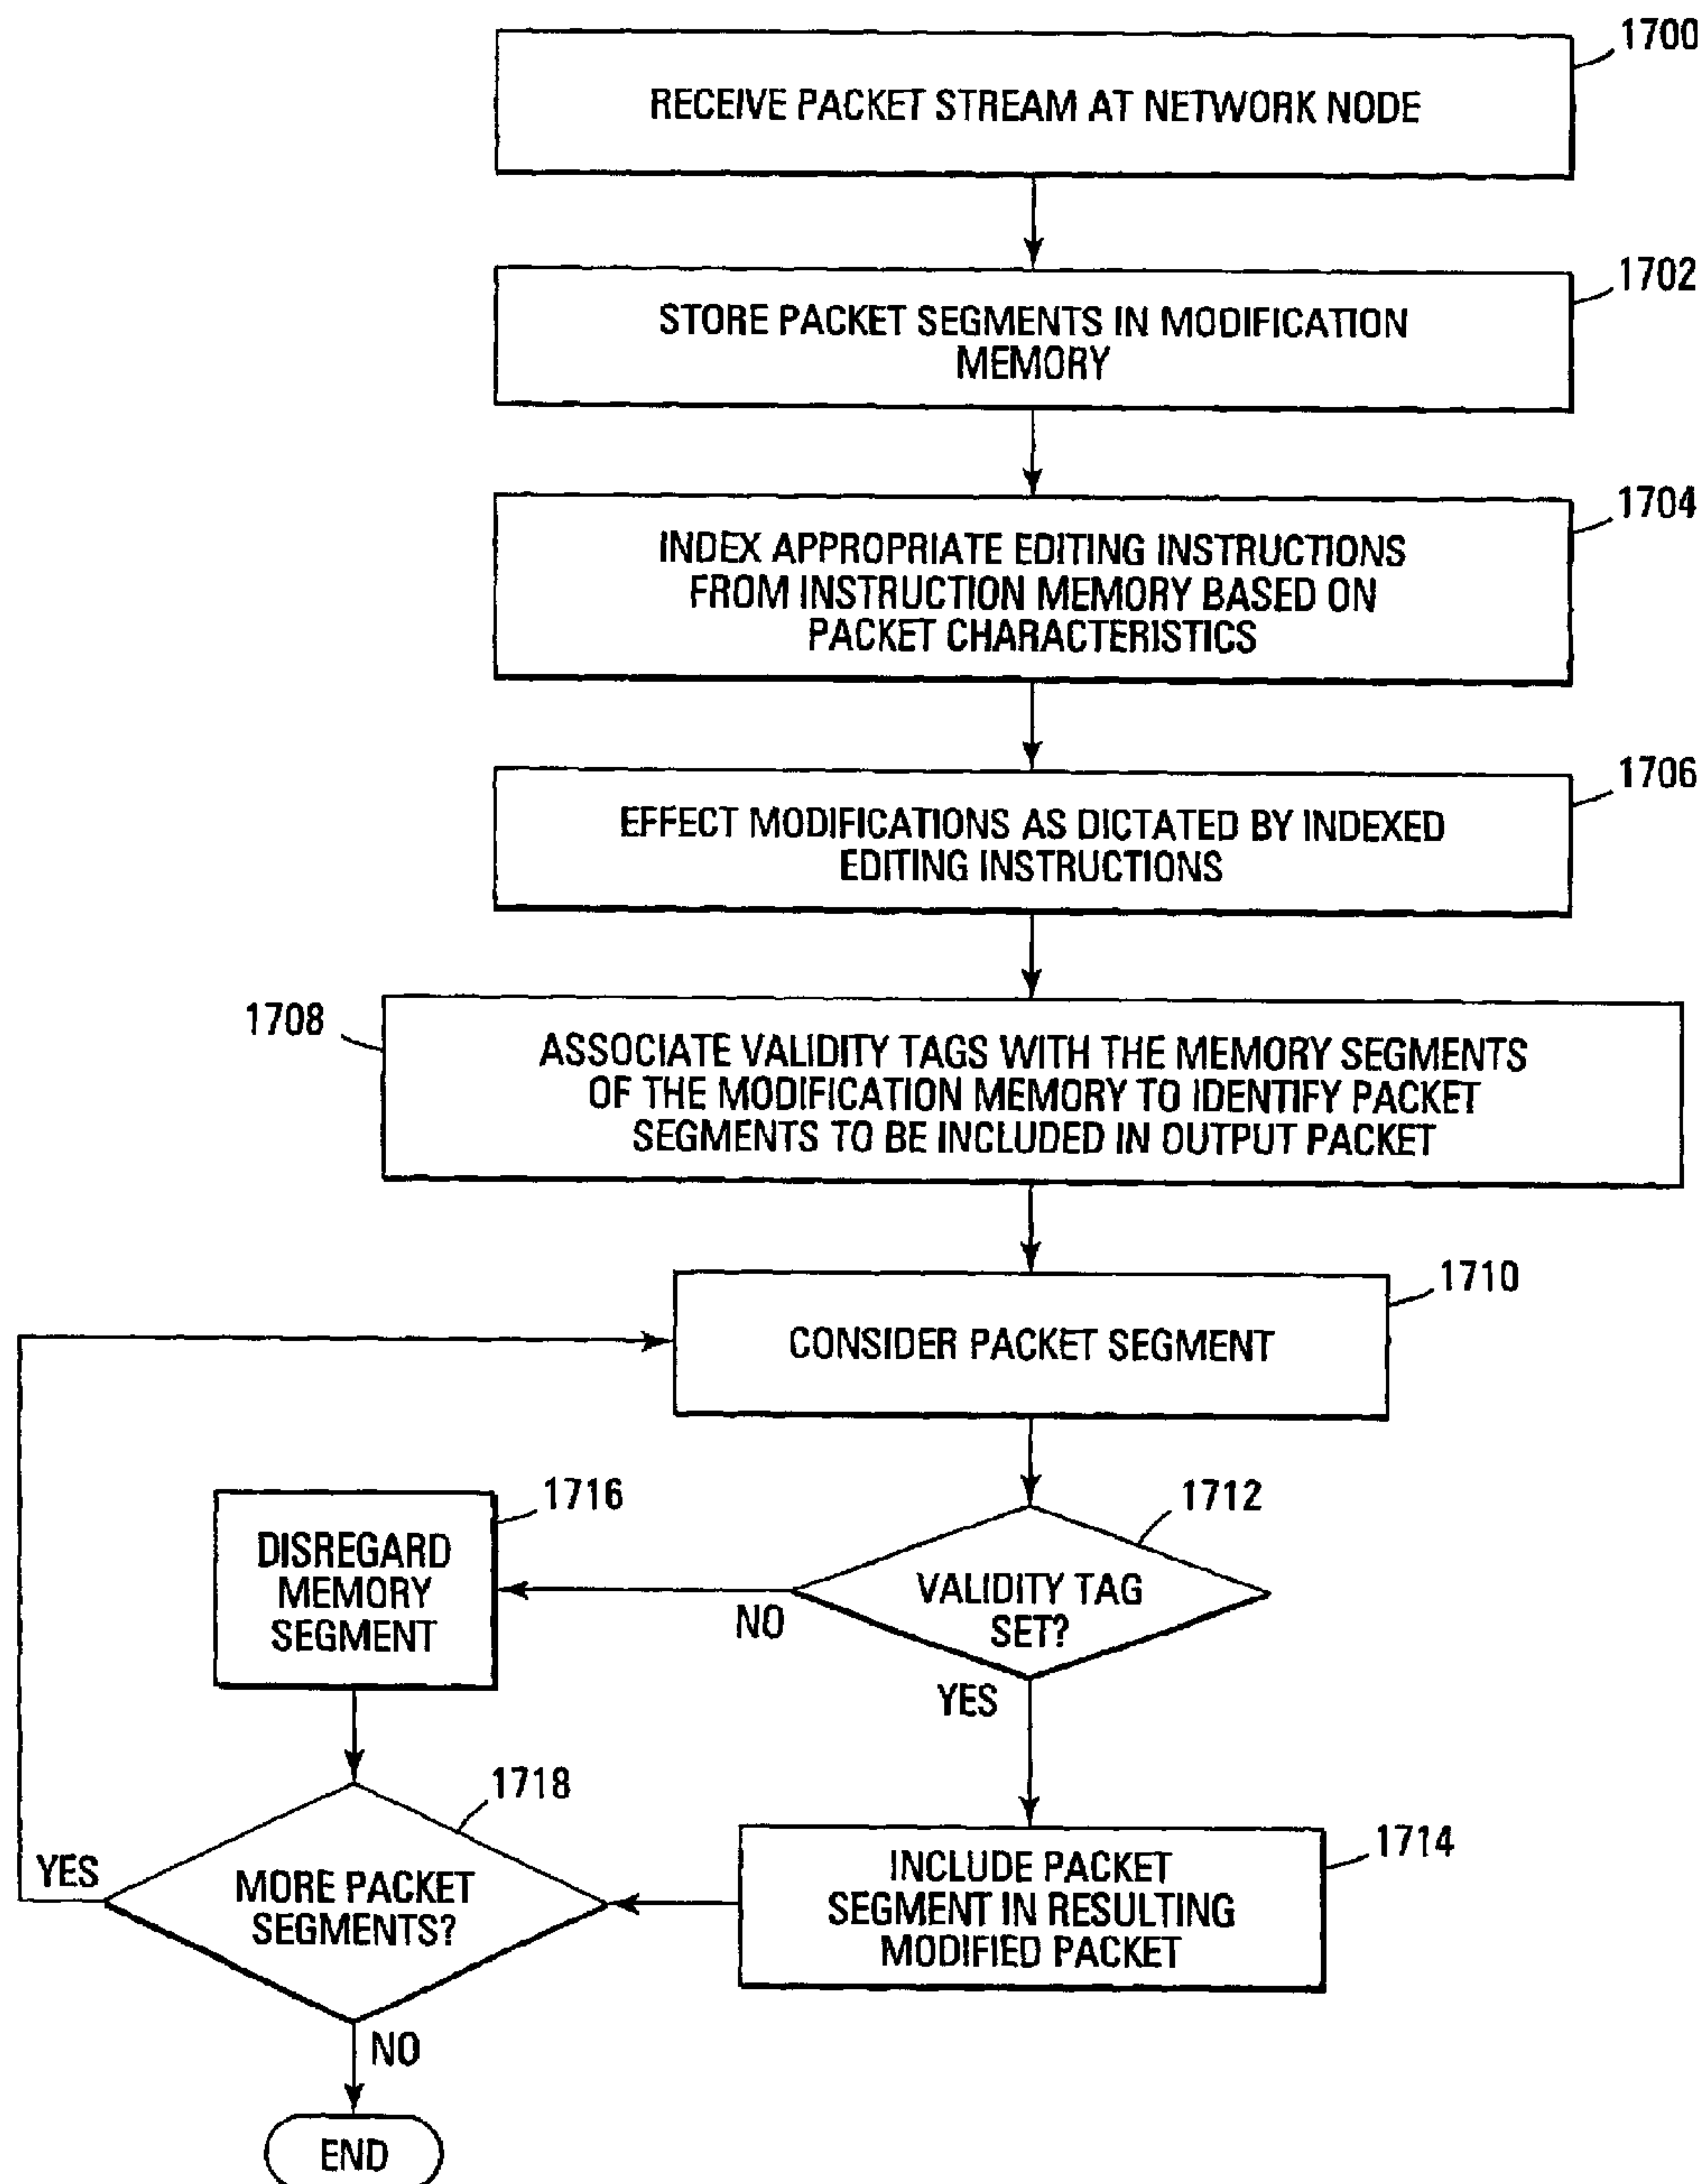 1700
RECEIVE PACKET STREAM AT NETWORK NODE
1702
STORE PACKET SEGMENTS IN MODIFICATION
MEMORY
1704
INDEX APPROPRIATE EDITING INSTRUCTIONS
FROM INSTRUCTION MEMORY BASED ON
PACKET CHARACTERISTICS
1706
EFFECT MODIFICATIONS AS DICTATED BY INDEXED
EDITING INSTRUCTIONS
1708
ASSOCIATE VALIDITY TAGS WITH THE MEMORY SEGMENTS
OF THE MODIFICATION MEMORY TO IDENTIFY PACKET
SEGMENTS TO BE INCLUDED IN OUTPUT PACKET
1710
CONSIDER PACKET SEGMENT
1712
VALIDITY TAG
SET?
NO
YES
1716
DISREGARD
MEMORY
SEGMENT
1714
INCLUDE PACKET
SEGMENT IN RESULTING
MODIFIED PACKET
1718
MORE PACKET
SEGMENTS?
YES
NO
END